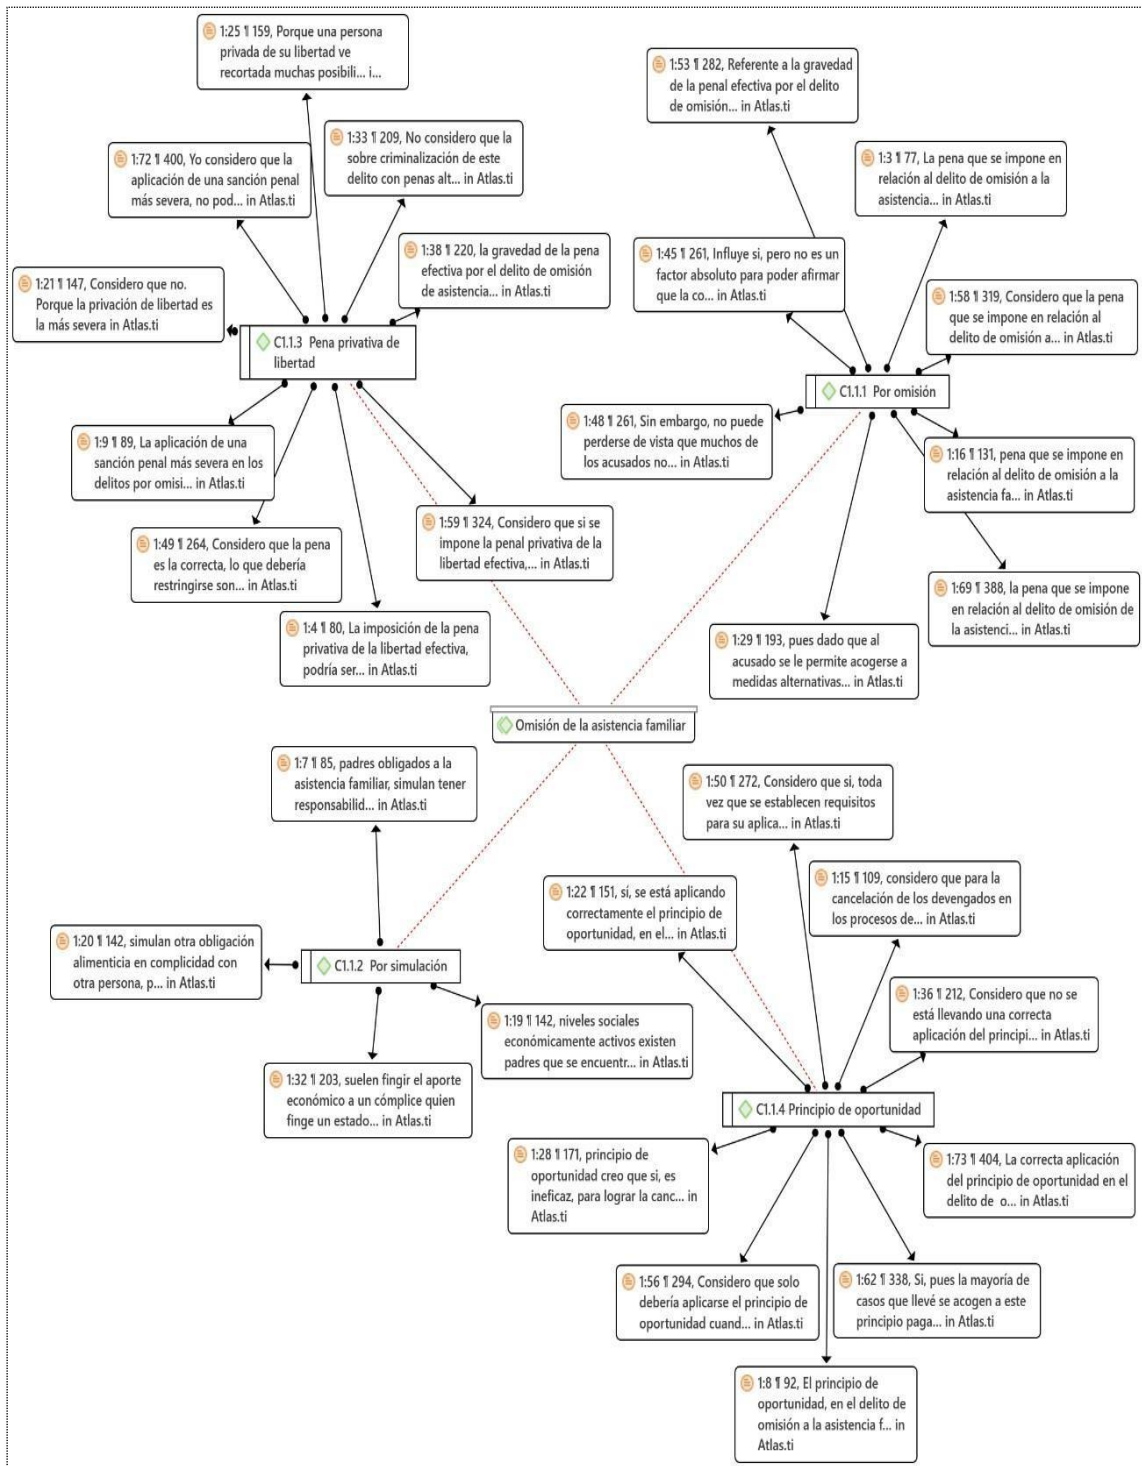 1:25 ¶ 159, Porque una persona
privada de su libertad ve
recortada muchas posibili... i...
1:33 ¶ 209, No considero que la
sobre criminalización de este
delito con penas alt... in Atlas.ti
1:72 ¶ 400, Yo considero que la
aplicación de una sanción penal
más severa, no pod... in Atlas.ti
1:38 ¶ 220, la gravedad de la pena
efectiva por el delito de omisión
de asistencia... in Atlas.ti
1:21 ¶ 147, Considero que no.
Porque la privación de libertad es
la más severa in Atlas.ti
C1.1.3 Pena privativa de
libertad
1:9 ¶ 89, La aplicación de una
sanción penal más severa en los
delitos por omisi... in Atlas.ti
1:49 ¶ 264, Considero que la pena
es la correcta, lo que debería
restringirse son... in Atlas.ti
1:59 ¶ 324, Considero que si se
impone la penal privativa de la
libertad efectiva,... in Atlas.ti
1:4 ¶ 80, La imposición de la pena
privativa de la libertad efectiva,
podría ser... in Atlas.ti
1:53 ¶ 282, Referente a la gravedad
de la penal efectiva por el delito
de omisión... in Atlas.ti
1:3 ¶ 77, La pena que se impone en
relación al delito de omisión a la
asistencia... in Atlas.ti
1:45 ¶ 261, Influye si, pero no es un
factor absoluto para poder afirmar
que la co... in Atlas.ti
1:58 ¶ 319, Considero que la pena
que se impone en relación al
delito de omisión a... in Atlas.ti
C1.1.1 Por omisión
1:48 ¶ 261, Sin embargo, no puede
perderse de vista que muchos de
los acusados no... in Atlas.ti
1:16 ¶ 131, pena que se impone en
relación al delito de omisión a la
asistencia fa... in Atlas.ti
1:69 ¶ 388, la pena que se impone
en relación al delito de omisión de
la asistenci... in Atlas.ti
1:29 ¶ 193, pues dado que al
acusado se le permite acogerse a
medidas alternativas... in Atlas.ti
Omisión de la asistencia familiar
1:7 ¶ 85, padres obligados a la
asistencia familiar, simulan tener
responsabilid... in Atlas.ti
1:20 ¶ 142, simulan otra obligación
alimenticia en complicidad con
otra persona, p... in Atlas.ti
C1.1.2 Por simulación
1:19 ¶ 142, niveles sociales
económicamente activos existen
padres que se encuentr... in Atlas.ti
1:32 ¶ 203, suelen fingir el aporte
económico a un cómplice quien
finge un estado... in Atlas.ti
1:50 ¶ 272, Considero que si, toda
vez que se establecen requisitos
para su aplica... in Atlas.ti
1:22 ¶ 151, sí, se está aplicando
correctamente el principio de
oportunidad, en el... in Atlas.ti
1:15 ¶ 109, considero que para la
cancelación de los devengados en
los procesos de... in Atlas.ti
1:36 ¶ 212, Considero que no se
está llevando una correcta
aplicación del principi... in Atlas.ti
C1.1.4 Principio de oportunidad
1:28 ¶ 171, principio de
oportunidad creo que si, es
ineficaz, para lograr la canc... in
Atlas.ti
1:73 ¶ 404, La correcta aplicación
del principio de oportunidad en el
delito de o... in Atlas.ti
1:56 ¶ 294, Considero que solo
debería aplicarse el principio de
oportunidad cuand... in Atlas.ti
1:62 ¶ 338, Si, pues la mayoría de
casos que llevé se acogen a este
principio paga... in Atlas.ti
1:8 ¶ 92, El principio de
oportunidad, en el delito de
omisión a la asistencia f... in
Atlas.ti